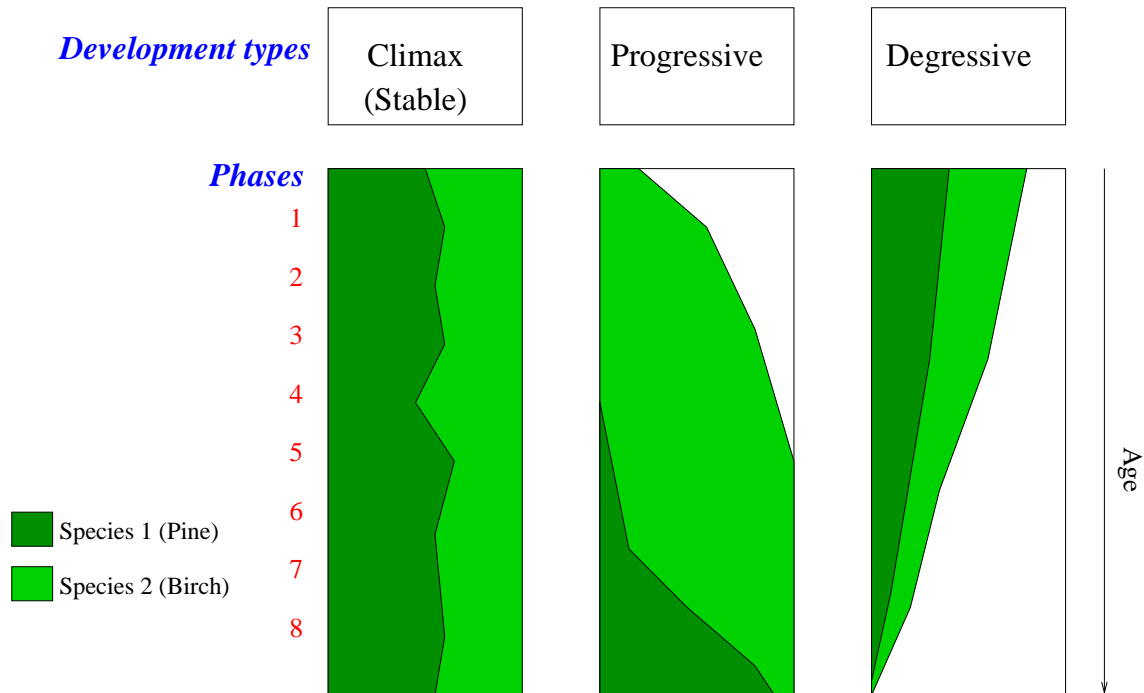 Development types
Climax
(Stable)
Progressive
Degressive
Phases
1
2
3
4
5
6
7
8
Species 1 (Pine)
Species 2 (Birch)
Age